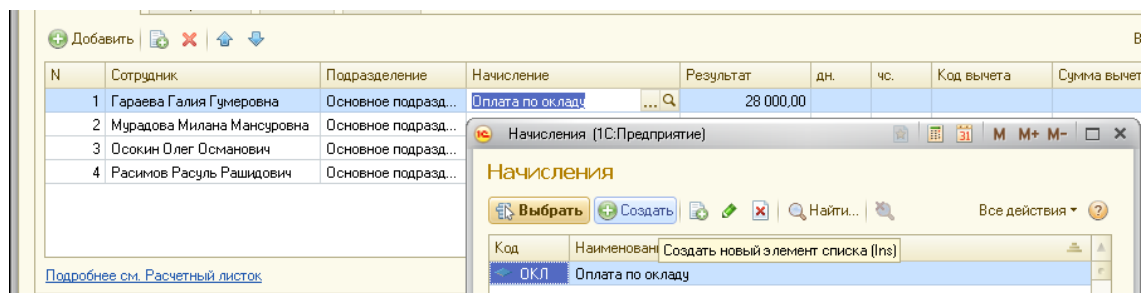 Добавить В
N Сотрудник Подразделение Начисление Результат дн. чс. Код вычета Сумма вычет
1 Гараева Галия Гумеровна Основное подразд... Оплата по окладу ... 28 000,00
2 Мурадова Милана Мансуровна Основное подразд...
3 Осокин Олег Османович Основное подразд...
4 Расимов Расуль Рашидович Основное подразд...
Начисления (1С:Предприятие) 31 M M+ M-
Начисления
Выбрать Создать Найти... Все действия ?
Код Наименовани Создать новый элемент списка (Ins)
ОКЛ Оплата по окладу
Подробнее см. Расчетный листок